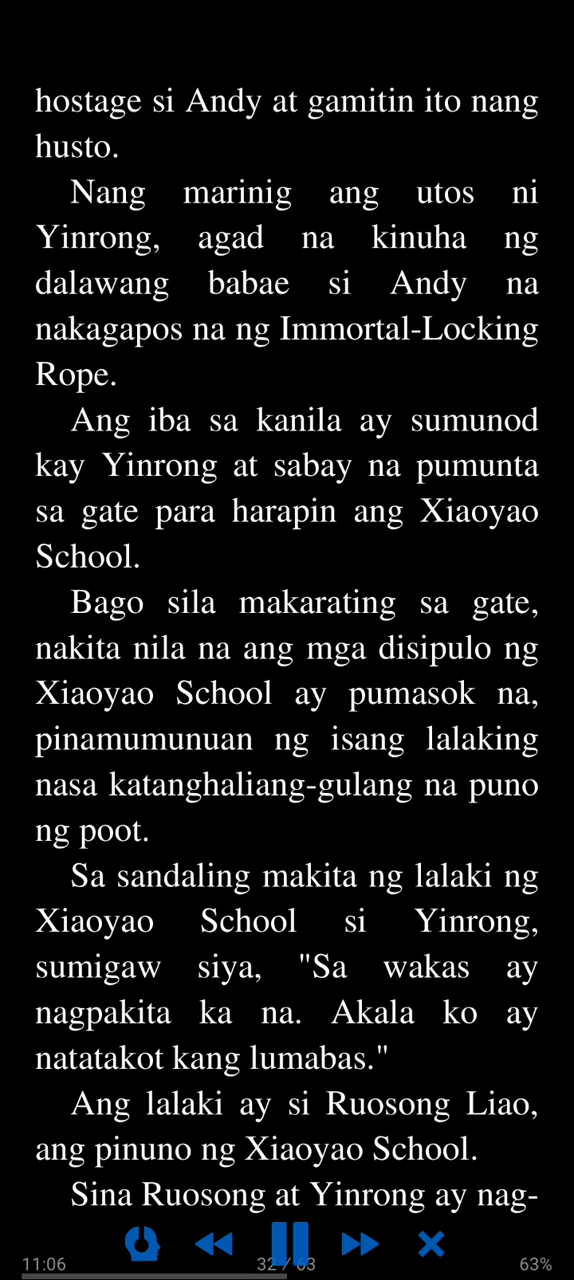 hostage si Andy at gamitin ito nang
husto.
Nang marinig ang utos ni
Yinrong, agad na kinuha ng
dalawang babae si Andy na
nakagapos na ng Immortal-Locking
Rope.
Ang iba sa kanila ay sumunod
kay Yinrong at sabay na pumunta
sa gate para harapin ang Xiaoyao
School.
Bago sila makarating sa gate,
nakita nila na ang mga disipulo ng
Xiaoyao School ay pumasok na,
pinamumunuan ng isang lalaking
nasa katanghaliang-gulang na puno
ng poot.
Sa sandaling makita ng lalaki ng
Xiaoyao School si Yinrong,
sumigaw siya, "Sa wakas ay
nagpakita ka na. Akala ko ay
natatakot kang lumabas."
Ang lalaki ay si Ruosong Liao,
ang pinuno ng Xiaoyao School.
Sina Ruosong at Yinrong ay nag-
11:06 32 / 63 63%